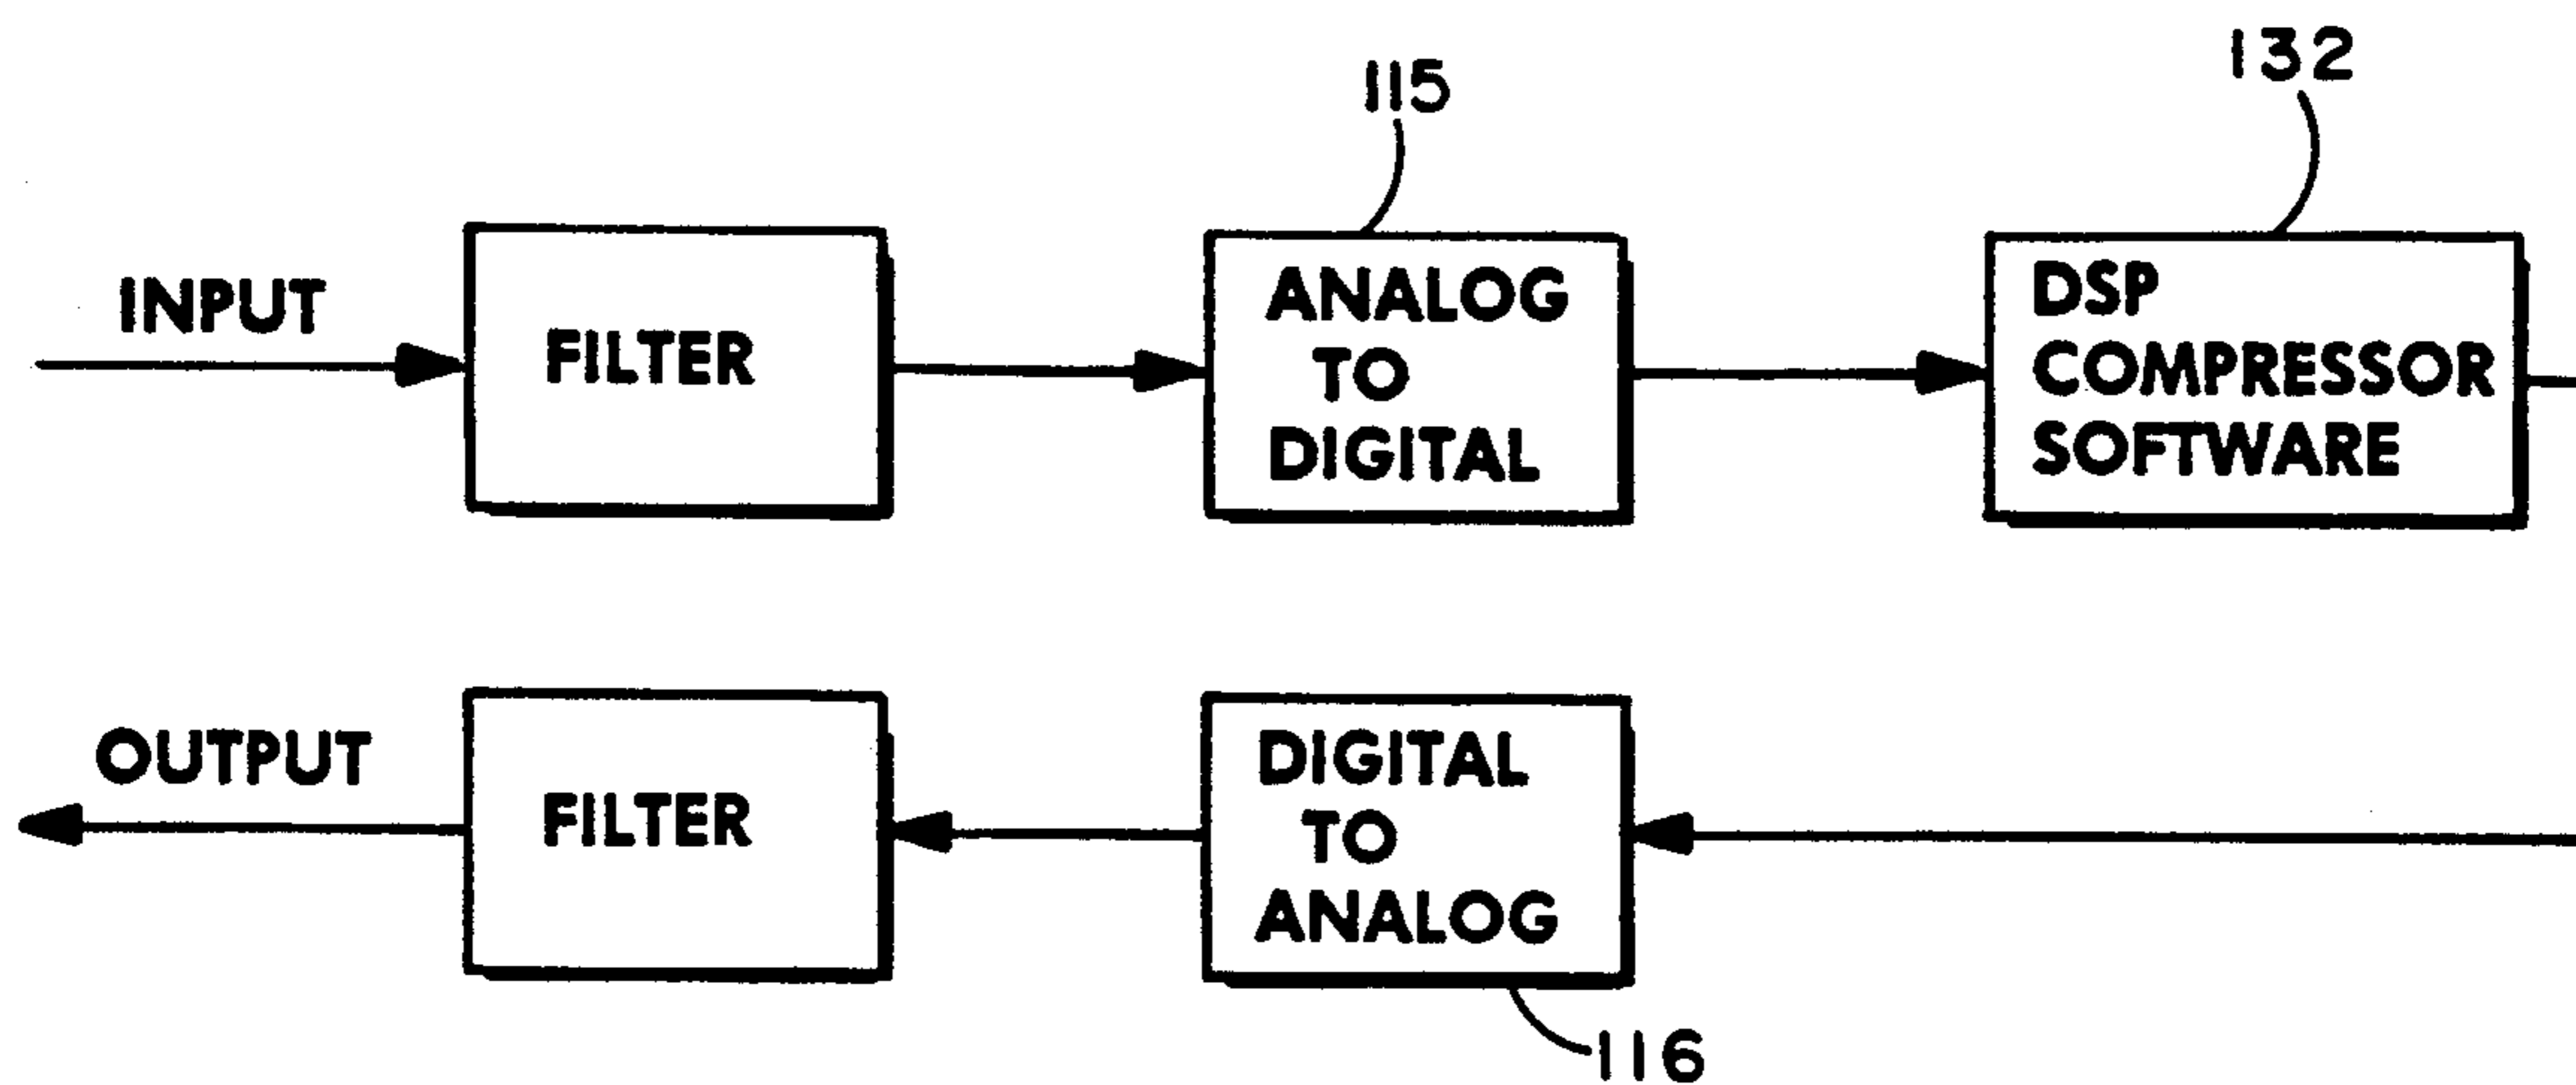 115
132
INPUT
FILTER
ANALOG
TO
DIGITAL
DSP
COMPRESSOR
SOFTWARE
OUTPUT
FILTER
DIGITAL
TO
ANALOG
116